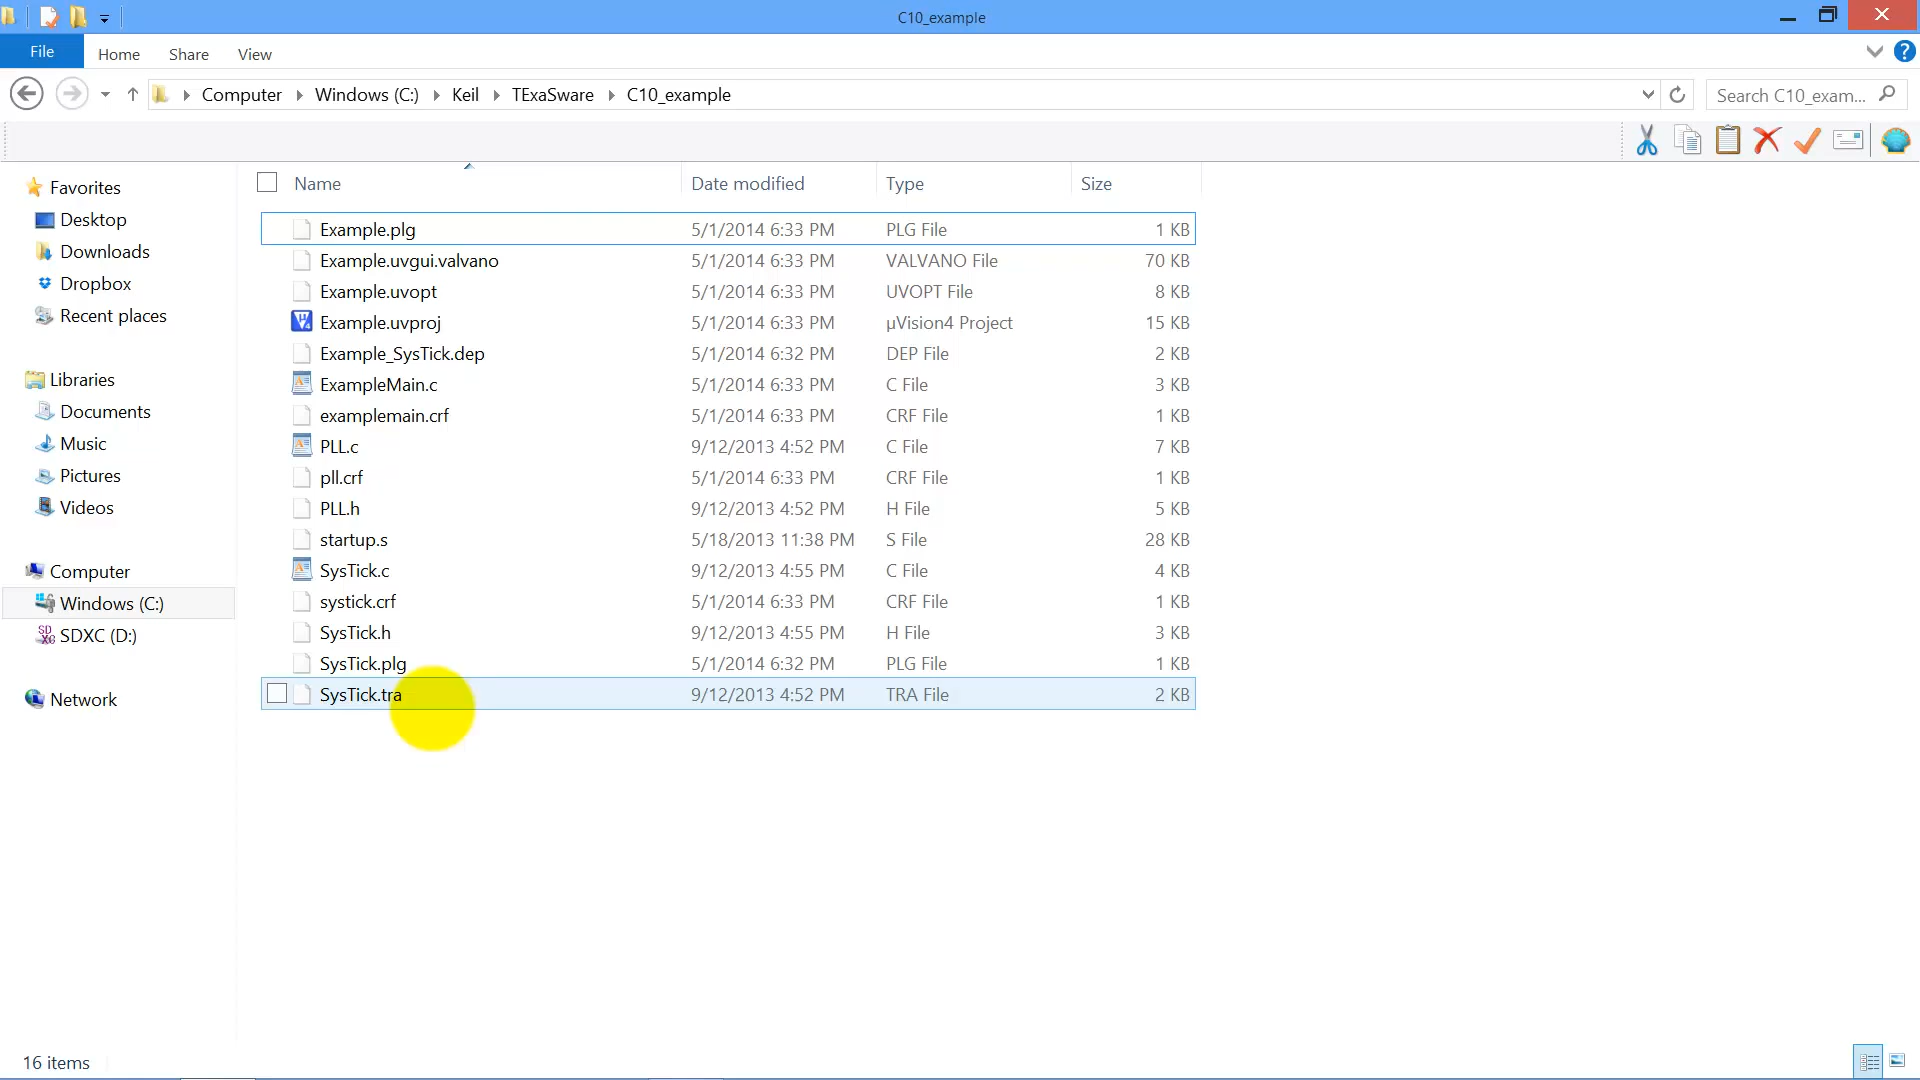 C10_example
File Home Share View
Computer Windows (C:) Keil TExaSware C10_example Search C10_exam...
Name Date modified Type Size
Favorites
Desktop
Downloads
Dropbox
Recent places
Libraries
Documents
Music
Pictures
Videos
Computer
Windows (C:)
SDXC (D:)
Network
Example.plg 5/1/2014 6:33 PM PLG File 1 KB
Example.uvgui.valvano 5/1/2014 6:33 PM VALVANO File 70 KB
Example.uvopt 5/1/2014 6:33 PM UVOPT File 8 KB
Example.uvproj 5/1/2014 6:33 PM µVision4 Project 15 KB
Example_SysTick.dep 5/1/2014 6:32 PM DEP File 2 KB
ExampleMain.c 5/1/2014 6:33 PM C File 3 KB
examplemain.crf 5/1/2014 6:33 PM CRF File 1 KB
PLL.c 9/12/2013 4:52 PM C File 7 KB
pll.crf 5/1/2014 6:33 PM CRF File 1 KB
PLL.h 9/12/2013 4:52 PM H File 5 KB
startup.s 5/18/2013 11:38 PM S File 28 KB
SysTick.c 9/12/2013 4:55 PM C File 4 KB
systick.crf 5/1/2014 6:33 PM CRF File 1 KB
SysTick.h 9/12/2013 4:55 PM H File 3 KB
SysTick.plg 5/1/2014 6:32 PM PLG File 1 KB
SysTick.tra 9/12/2013 4:52 PM TRA File 2 KB
16 items